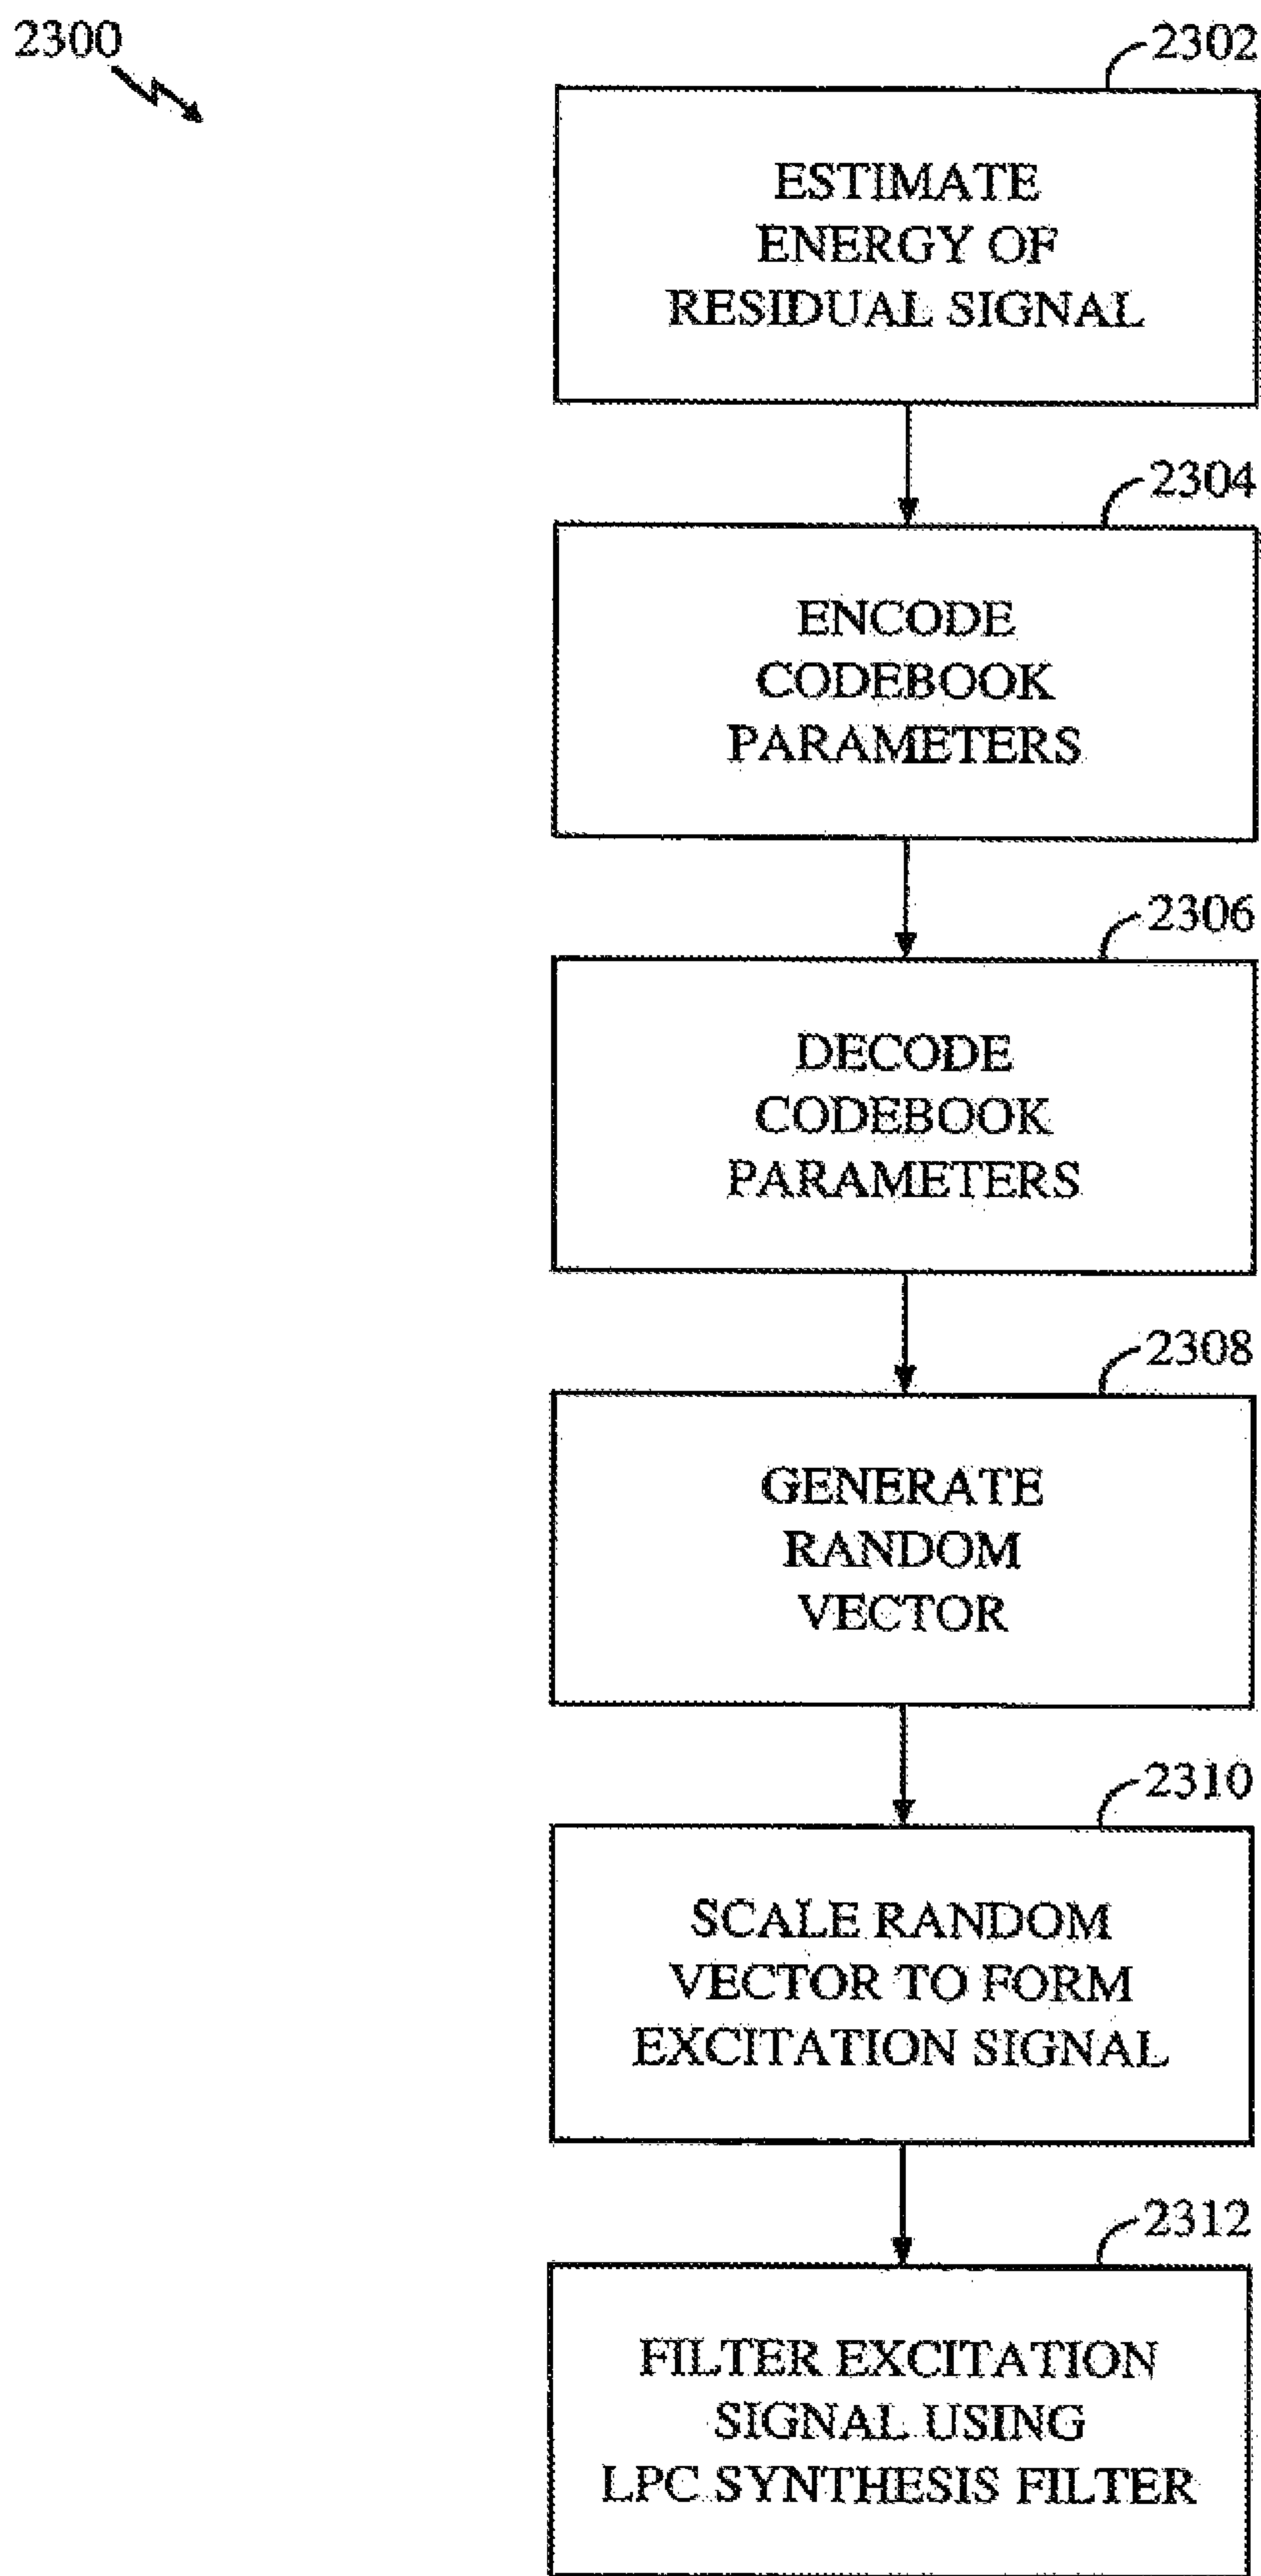 2300
2302
ESTIMATE
ENERGY OF
RESIDUAL SIGNAL
2304
ENCODE
CODEBOOK
PARAMETERS
2306
DECODE
CODEBOOK
PARAMETERS
2308
GENERATE
RANDOM
VECTOR
2310
SCALE RANDOM
VECTOR TO FORM
EXCITATION SIGNAL
2312
FILTER EXCITATION
SIGNAL USING
LPC SYNTHESIS FILTER